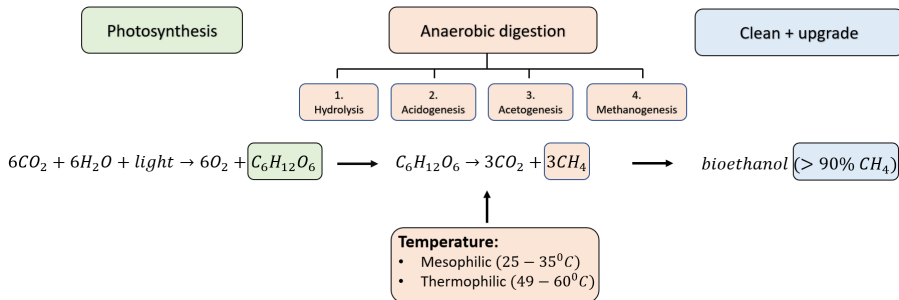 Photosynthesis
Anaerobic digestion
Clean + upgrade
1.
Hydrolysis
2.
Acidogenesis
3.
Acetogenesis
4.
Methanogenesis
6CO₂ + 6H₂O + light → 6O₂ + C₆H₁₂O₆
C₆H₁₂O₆ → 3CO₂ + 3CH₄
bioethanol (> 90% CH₄)
Temperature:
• Mesophilic (25 − 35⁰C)
• Thermophilic (49 − 60⁰C)